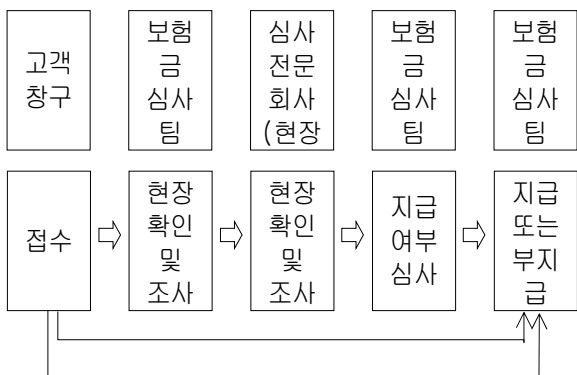 고객
창구
보험
금
심사
팀
심사
전문
회사
(현장
보험
금
심사
팀
보험
금
심사
팀
접수
현장
확인
및
조사
현장
확인
및
조사
지급
여부
심사
지급
또는
부지
급